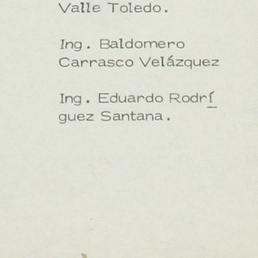 Valle Toledo.
Ing. Baldomero
Carrasco Velázquez
Ing. Eduardo Rodrí
guez Santana.